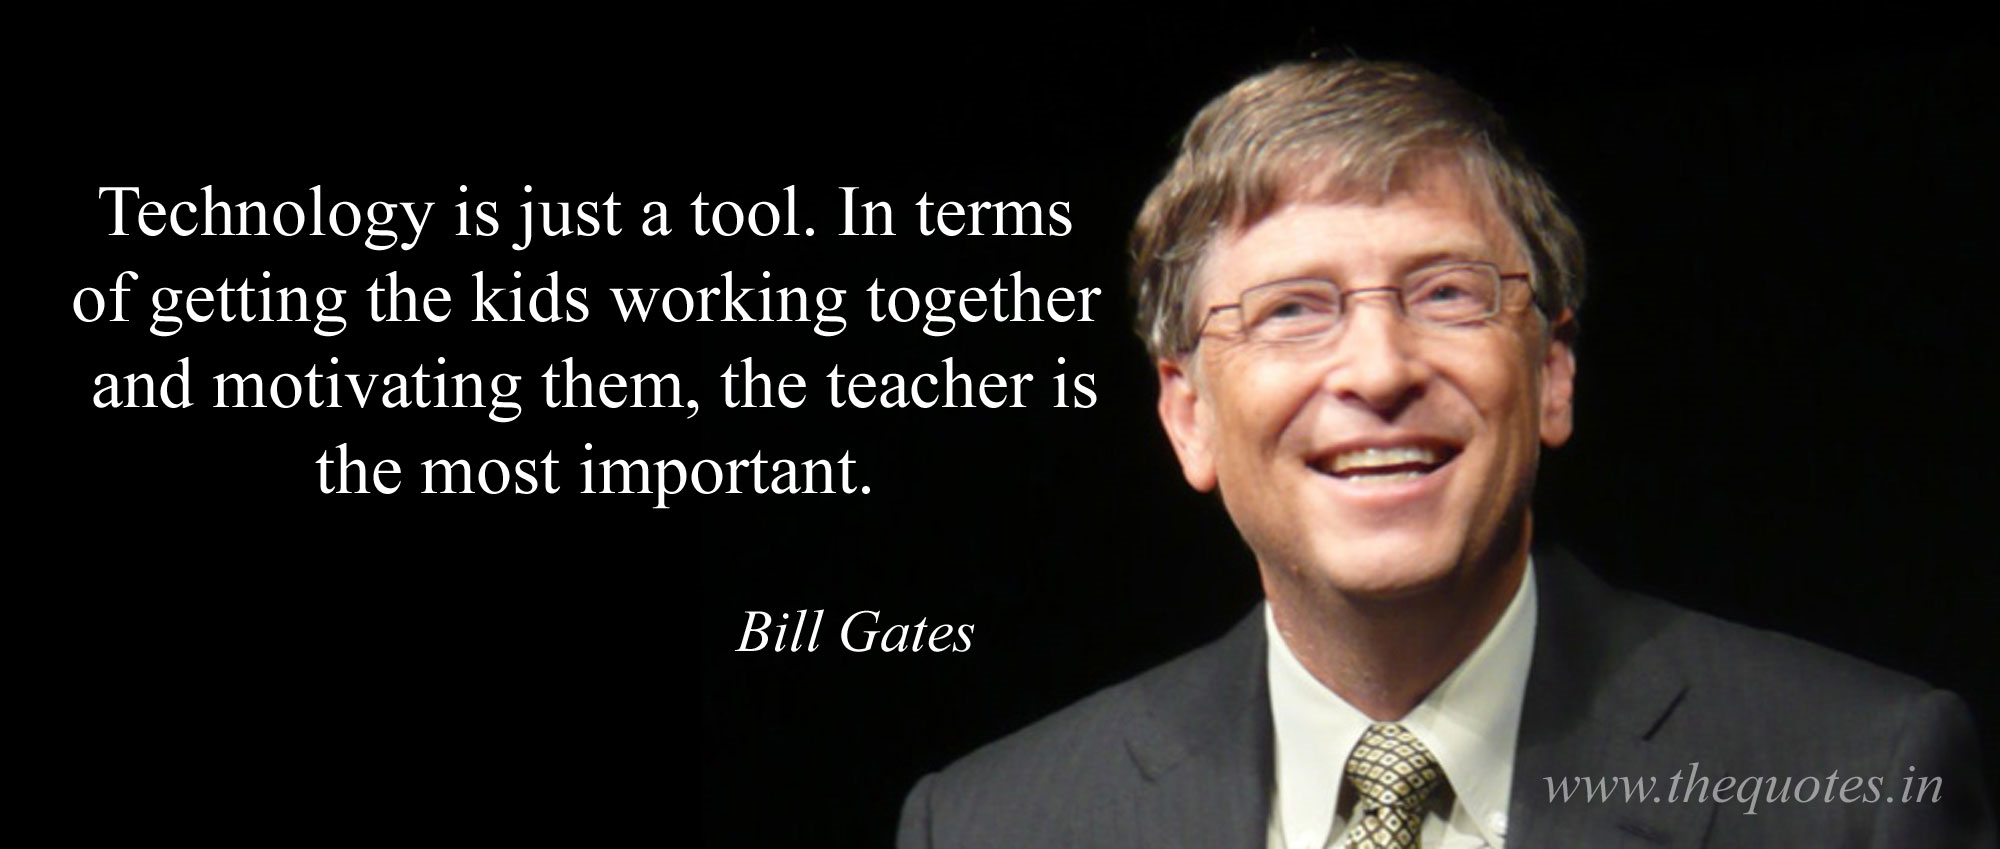 Technology is just a tool. In terms
of getting the kids working together
and motivating them, the teacher is
the most important.
Bill Gates
www.thequotes.in